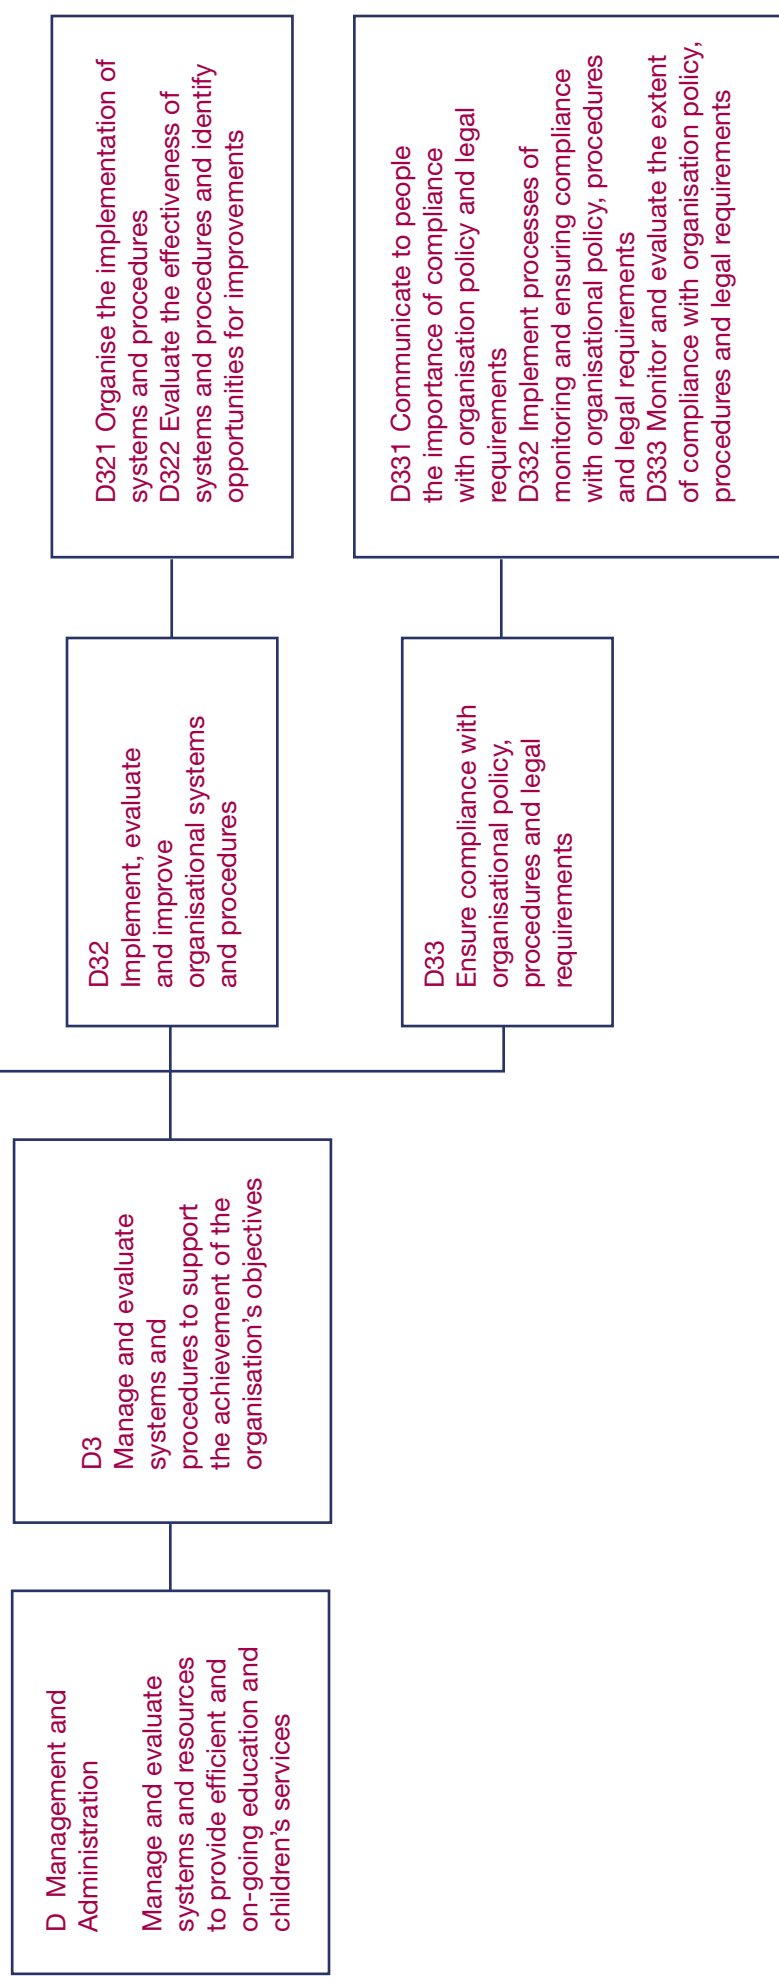 D  Management and
Administration
Manage and evaluate
systems and resources
to provide efficient and
on-going education and
children’s services
D3
Manage and evaluate
systems and
procedures to support
the achievement of the
organisation’s objectives
D32
Implement, evaluate
and improve
organisational systems
and procedures
D321 Organise the implementation of
systems and procedures
D322 Evaluate the effectiveness of
systems and procedures and identify
opportunities for improvements
D33
Ensure compliance with
organisational policy,
procedures and legal
requirements
D331 Communicate to people
the importance of compliance
with organisation policy and legal
requirements
D332 Implement processes of
monitoring and ensuring compliance
with organisational policy, procedures
and legal requirements
D333 Monitor and evaluate the extent
of compliance with organisation policy,
procedures and legal requirements